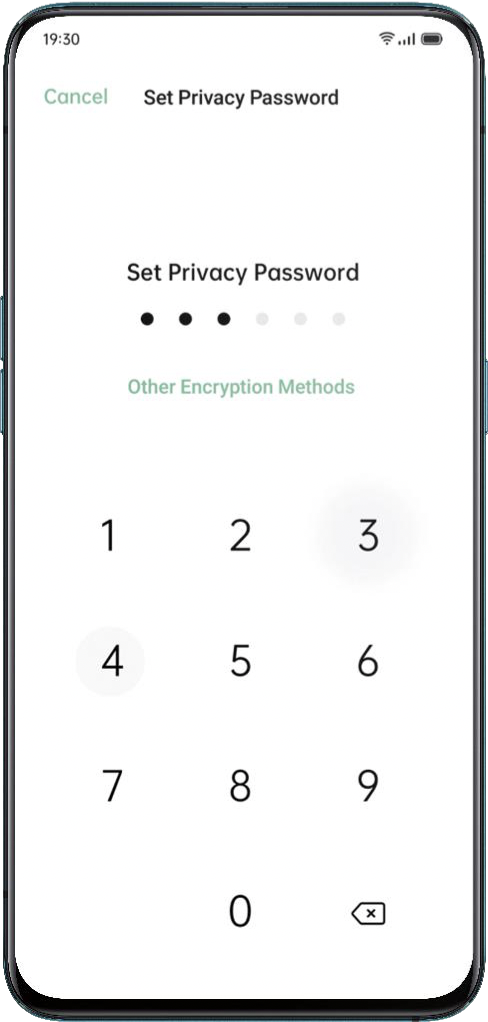 19:30
Cancel Set Privacy Password
Set Privacy Password
Other Encryption Methods
1 2 3
4 5 6
7 8 9
0